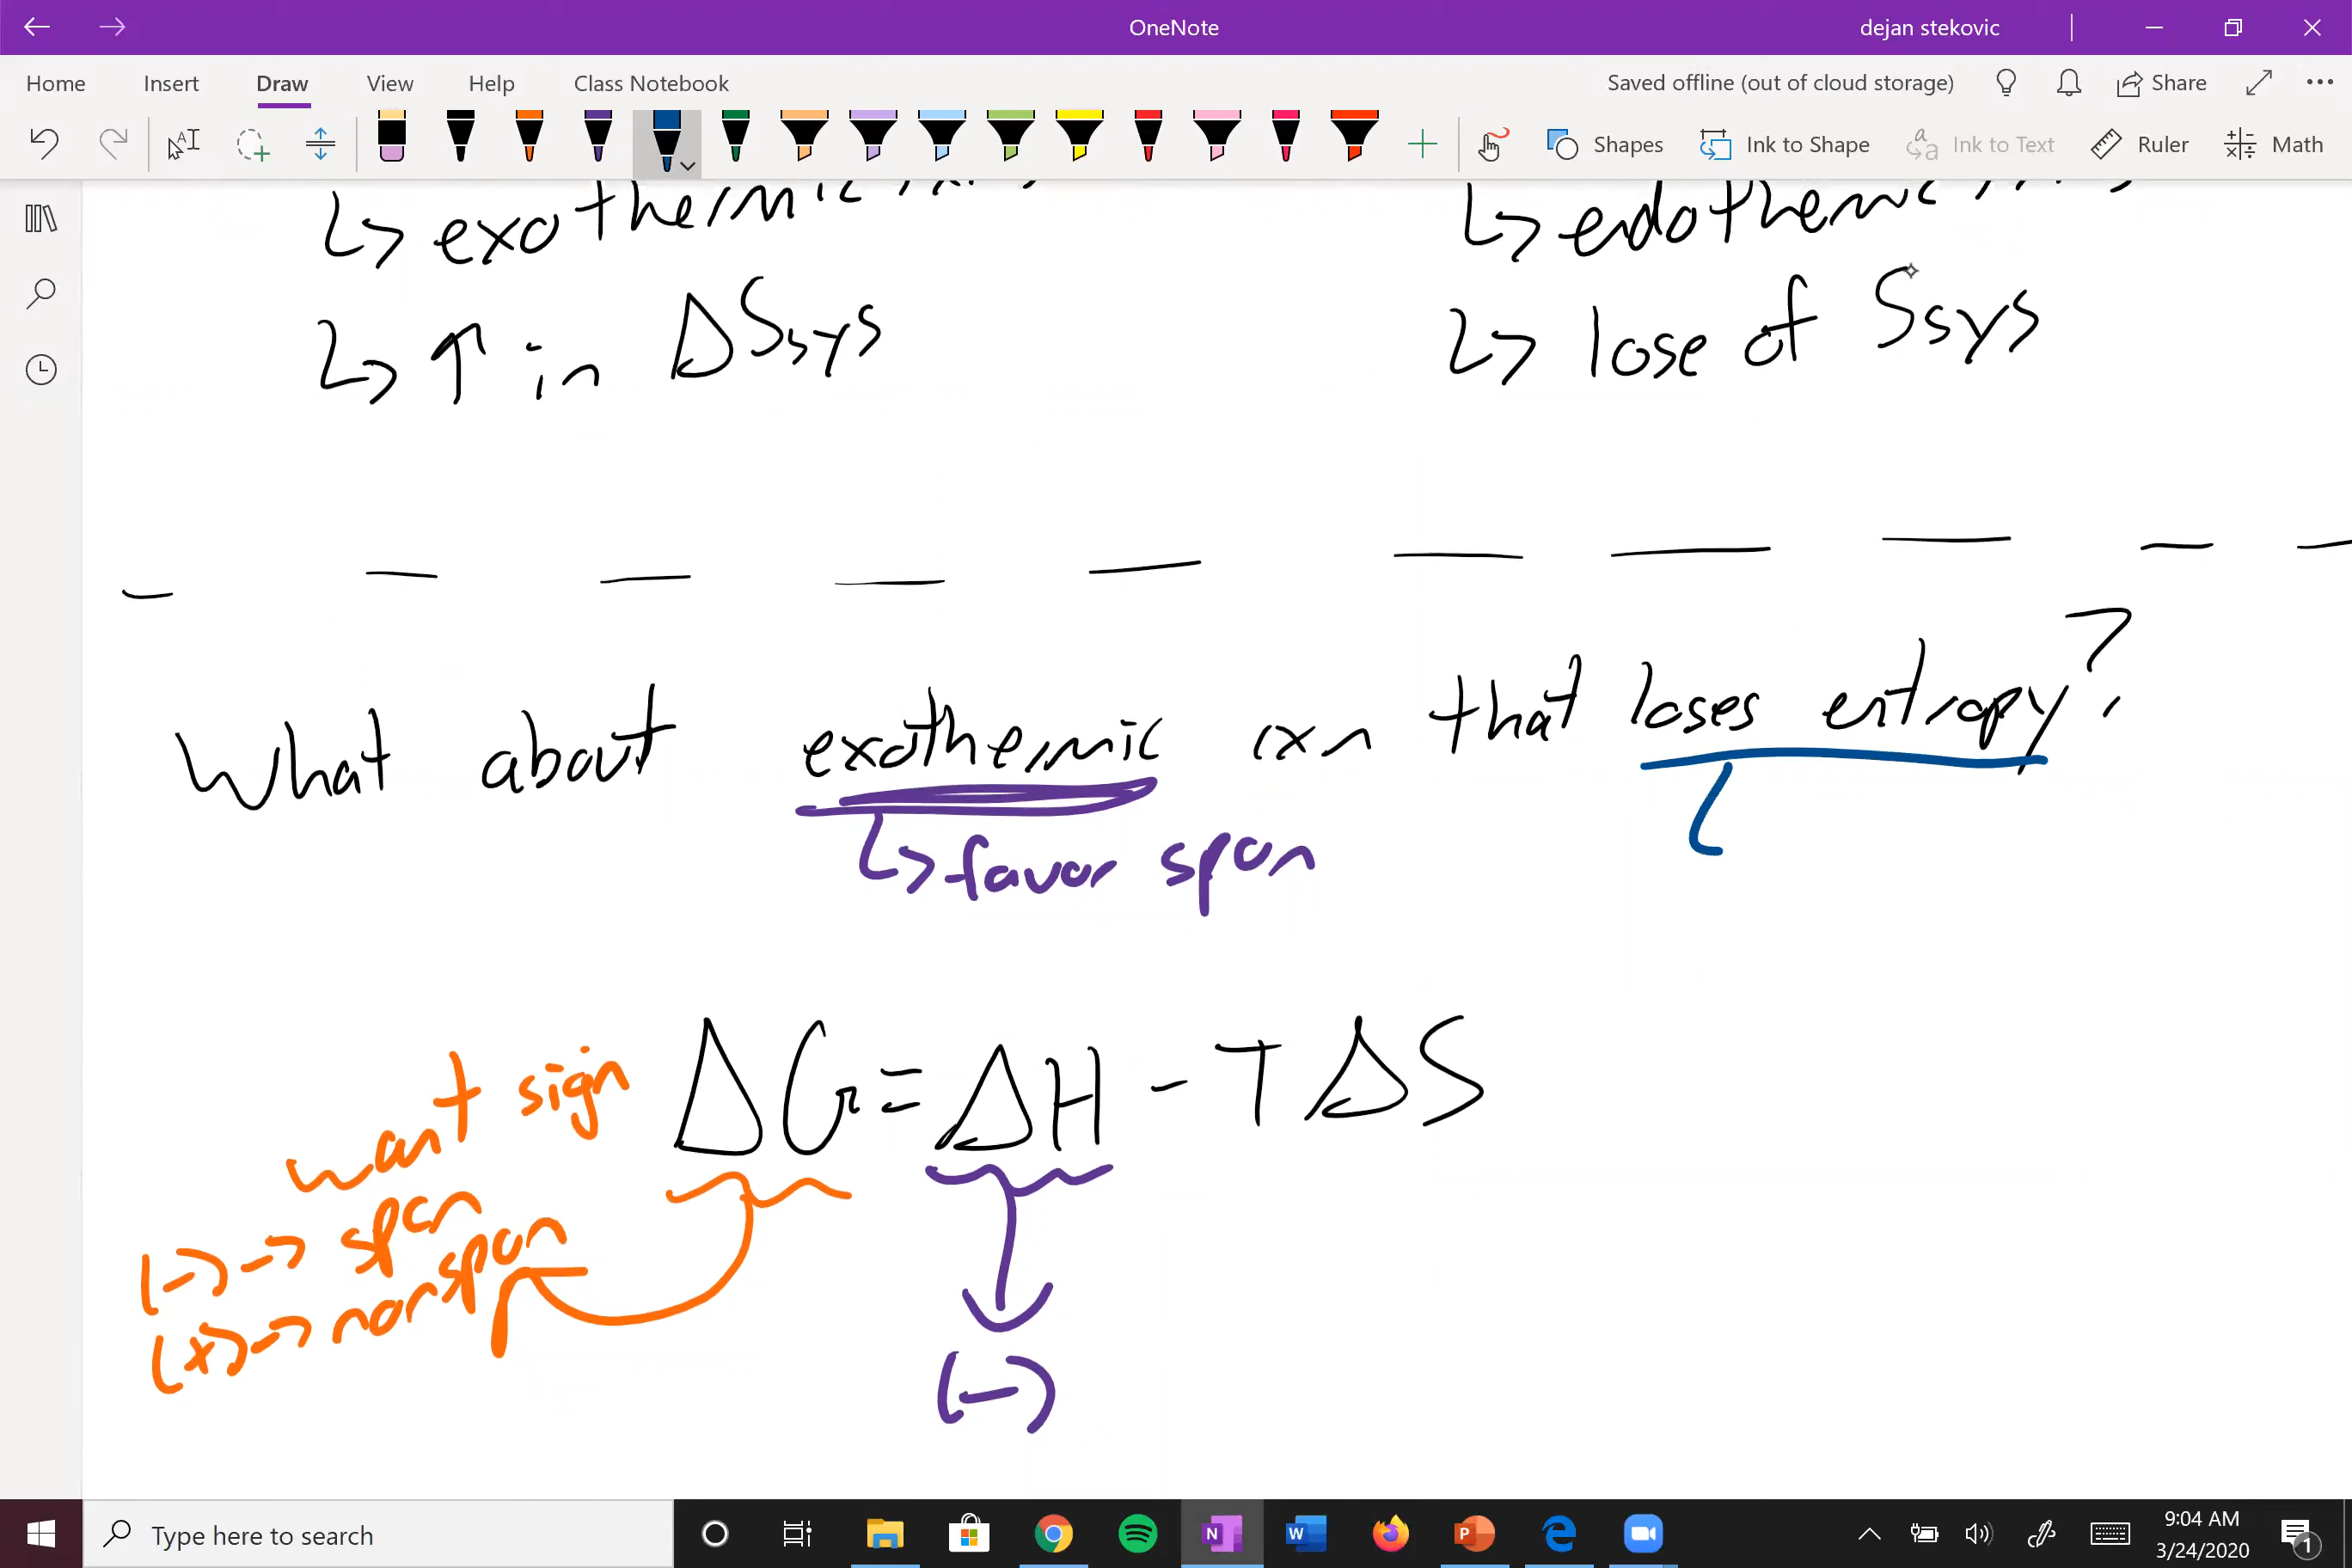 OneNote
dejan stekovic
Home Insert Draw View Help Class Notebook
Saved offline (out of cloud storage) Share
Shapes Ink to Shape Ink to Text Ruler Math
↳ exothermic
↳ endothermic
↳ ↑ in ΔSsys
↳ lose of Ssys
What about exothermic rxn that loses entropy?
↳ favor spon
want sign ΔG = ΔH - TΔS
(-) → spon
(+) → nonspon
(-)
Type here to search
9:04 AM
3/24/2020
1